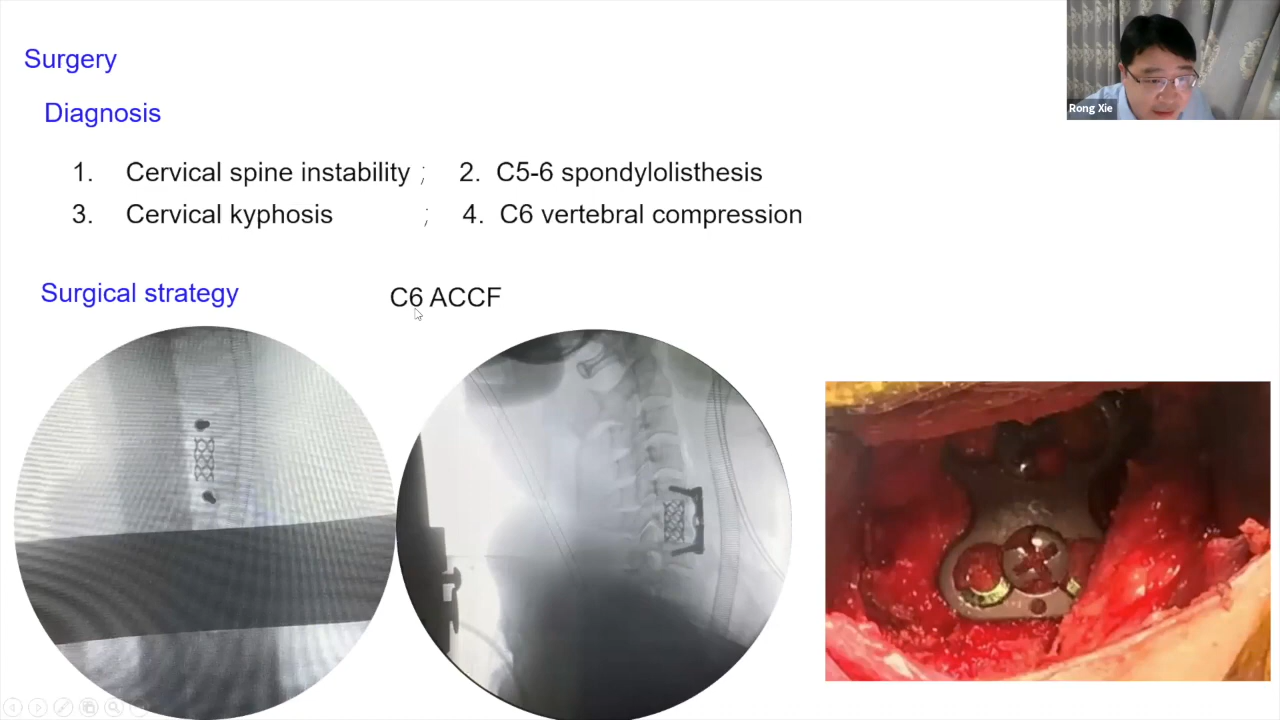 Surgery
Rong Xie
Diagnosis
1. Cervical spine instability ; 2. C5-6 spondylolisthesis
3. Cervical kyphosis ; 4. C6 vertebral compression
Surgical strategy C6 ACCF